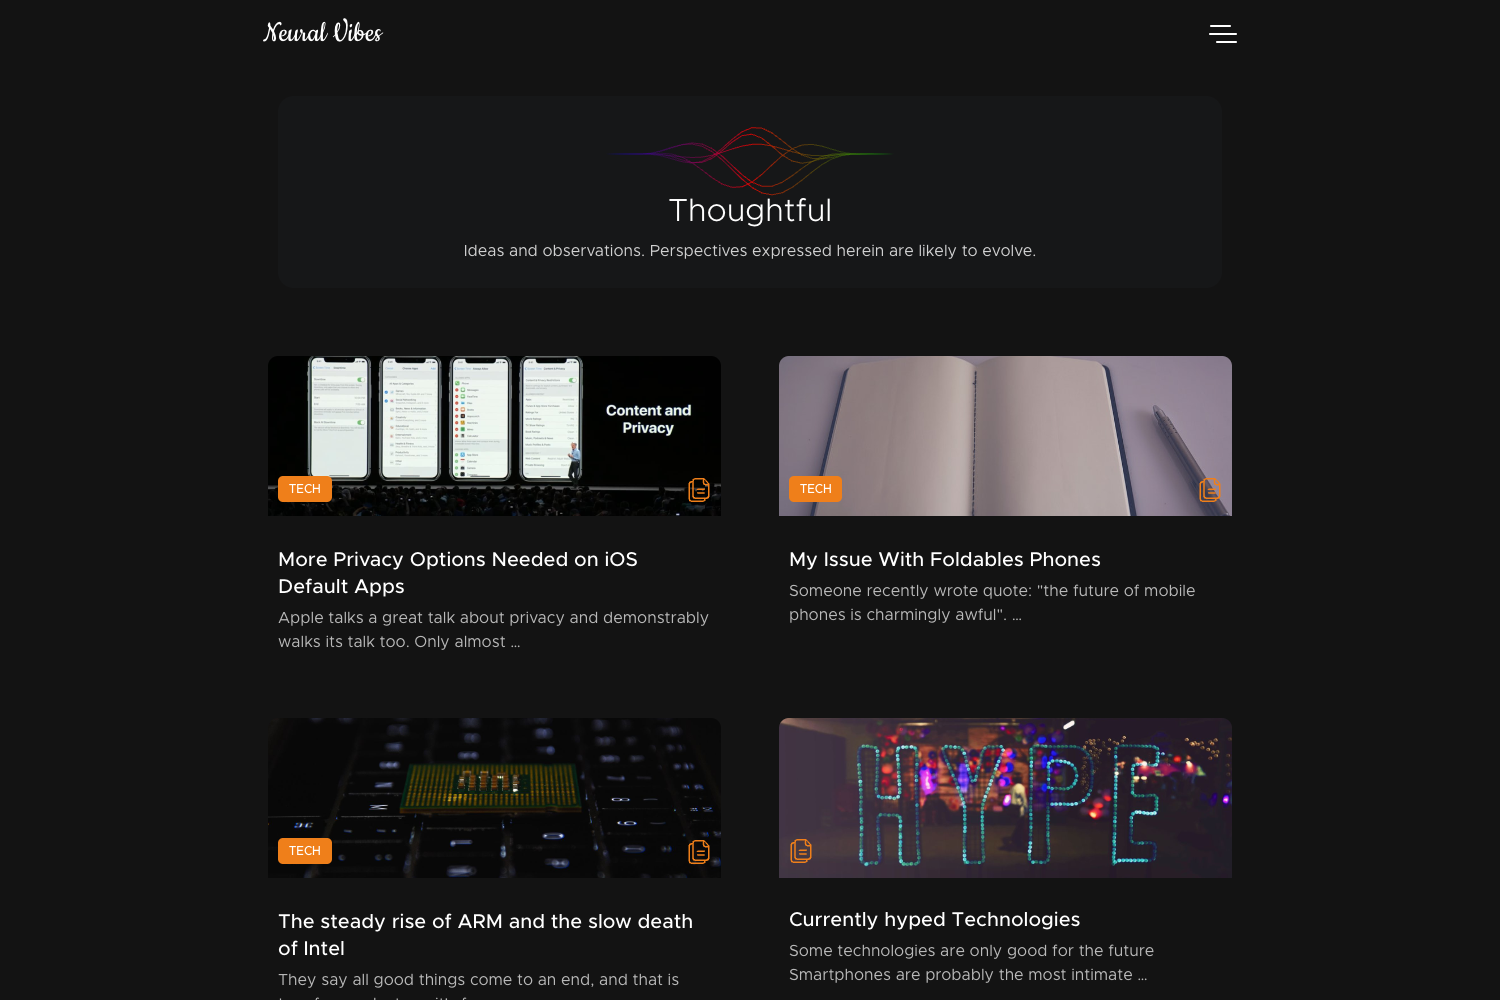 Neural Vibes
Thoughtful
Ideas and observations. Perspectives expressed herein are likely to evolve.
Content and
Privacy
TECH
More Privacy Options Needed on iOS
Default Apps
Apple talks a great talk about privacy and demonstrably
walks its talk too. Only almost ...
TECH
My Issue With Foldables Phones
Someone recently wrote quote: "the future of mobile
phones is charmingly awful". ...
TECH
The steady rise of ARM and the slow death
of Intel
They say all good things come to an end, and that is
HYPE
Currently hyped Technologies
Some technologies are only good for the future
Smartphones are probably the most intimate ...